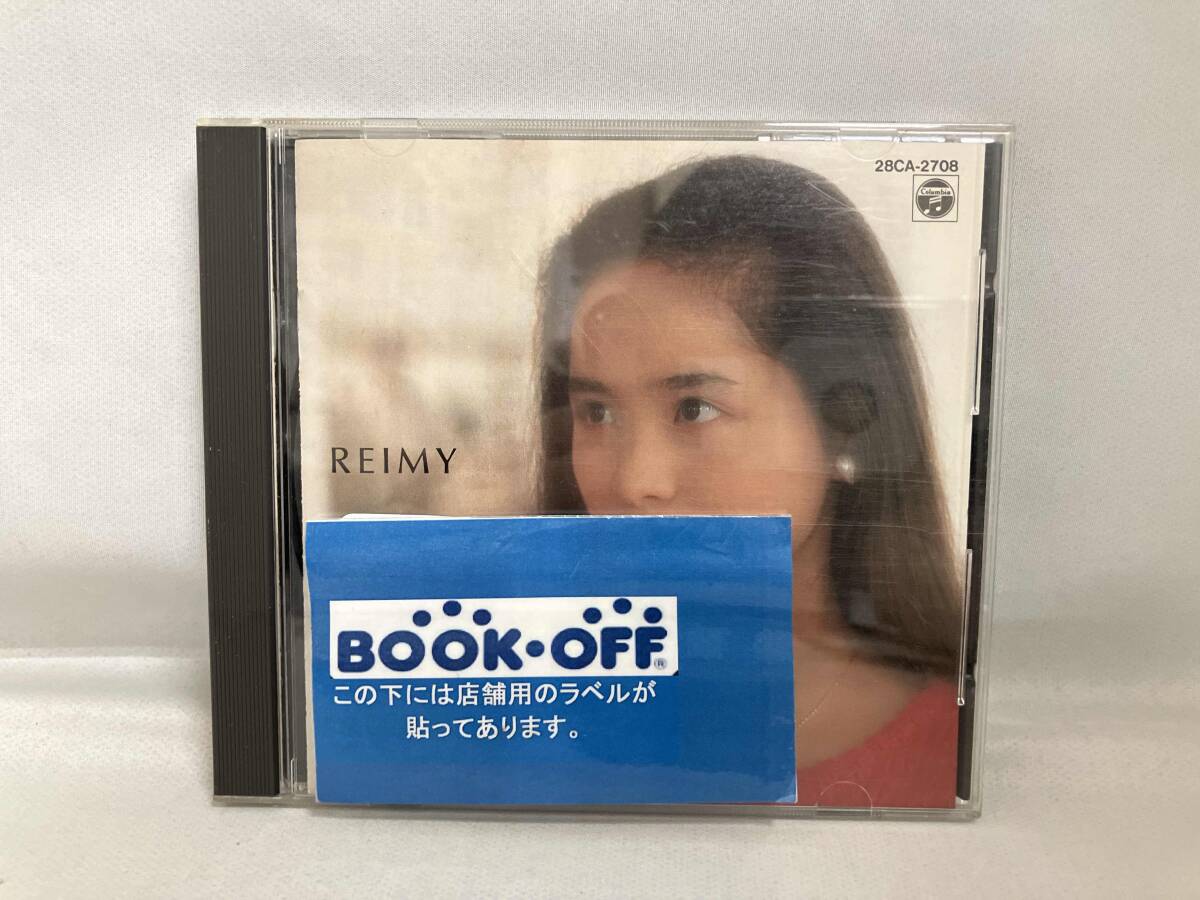 28CA-2708
Columbia
REIMY
BOOK・OFF®
この下には店舗用のラベルが
貼ってあります。